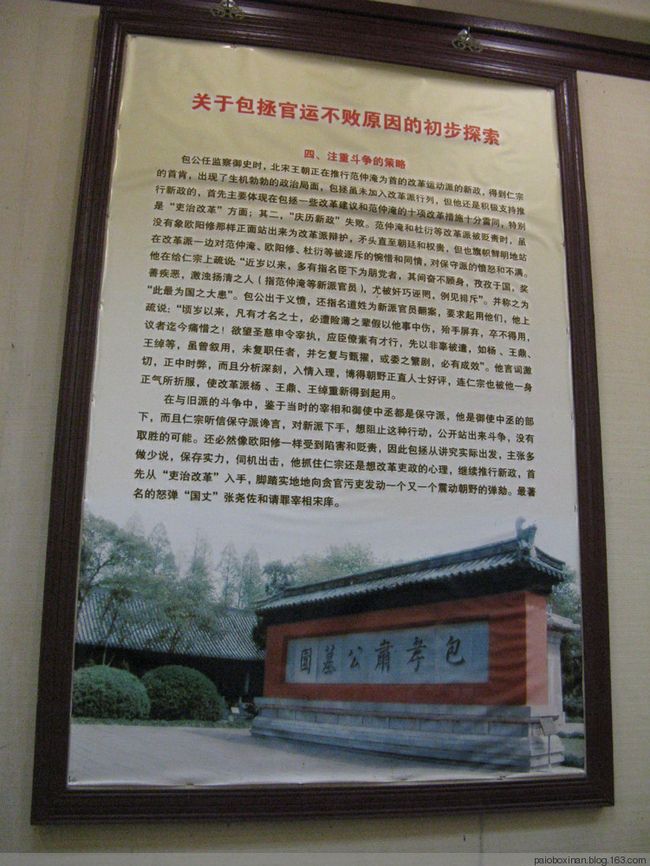 关于包拯官运不败原因的初步探索
四、注重斗争的策略
包公任监察御史时，北宋王朝正在推行范仲淹为首的改革运动派的新政，得到仁宗
的首肯，出现了生机勃勃的政治局面，包拯虽未加入改革派行列，但他还是积极支持推
行新政的，首先主要体现在包拯一些改革建议和范仲淹的十项改革措施十分雷同，特别
是“吏治改革”方面；其二，“庆历新政”失败。范仲淹和杜衍等改革派被贬责时，虽
没有象欧阳修那样正面站出来为改革派辩护，矛头直至朝廷和权贵，但也旗帜鲜明地站
在改革派一边对范仲淹、欧阳修、杜衍等被逐斥的惋惜和同情，对保守派的愤怒和不满。
他在给仁宗上疏说：“近岁以来，多有指名臣下为朋党者，其间奋不顾身，孜孜于国，奖
善疾恶，激浊扬清之人（指范仲淹等新派官员），尤被奸巧诬罔，例见排斥”。并称之为
“此最为国之大患”。包公出于义愤，还指名道姓为新派官员翻案，要求起用他们，他上
疏说：“顷岁以来，凡有才名之士，必遭险薄之辈假以他事中伤，殆乎屏弃，卒不得用，
议者迄今痛惜之！欲望圣慈申令宰执，应臣僚素有才行，先以非辜被遣，如杨、王鼎、
王绰等，虽曾叙用，未复职任者，并乞复与甄擢，或委之繁剧，必有成效”。他言词激
切，正中时弊，而且分析深刻，入情入理，博得朝野正直人士好评，连仁宗也被他一身
正气所折服，使改革派杨、王鼎、王绰重新得到起用。
在与旧派的斗争中，鉴于当时的宰相和御使中丞都是保守派，他是御使中丞的部
下，而且仁宗听信保守派谗言，对新派下手，想阻止这种行动，公开站出来斗争，没有
取胜的可能。还必然像欧阳修一样受到陷害和贬责，因此包拯从讲究实际出发，主张多
做少说，保存实力，伺机出击，他抓住仁宗还是想改革吏政的心理，继续推行新政，首
先从“吏治改革”入手，脚踏实地地向贪官污吏发动一个又一个震动朝野的弹劾。最著
名的怒弹“国丈”张尧佐和请罪宰相宋庠。
包孝肃公墓园
paioboxinan.blog.163.com